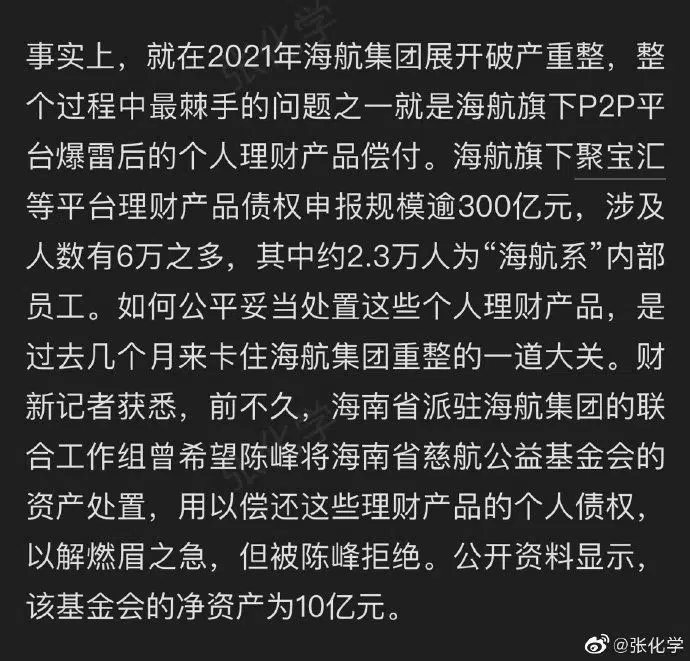 事实上，就在2021年海航集团展开破产重整，整
个过程中最棘手的问题之一就是海航旗下P2P平
台爆雷后的个人理财产品偿付。海航旗下聚宝汇
等平台理财产品债权申报规模逾300亿元，涉及
人数有6万之多，其中约2.3万人为“海航系”内部
员工。如何公平妥当处置这些个人理财产品，是
过去几个月来卡住海航集团重整的一道大关。财
新记者获悉，前不久，海南省派驻海航集团的联
合工作组曾希望陈峰将海南省慈航公益基金会的
资产处置，用以偿还这些理财产品的个人债权，
以解燃眉之急，但被陈峰拒绝。公开资料显示，
该基金会的净资产为10亿元。
张化学
张化学
@张化学